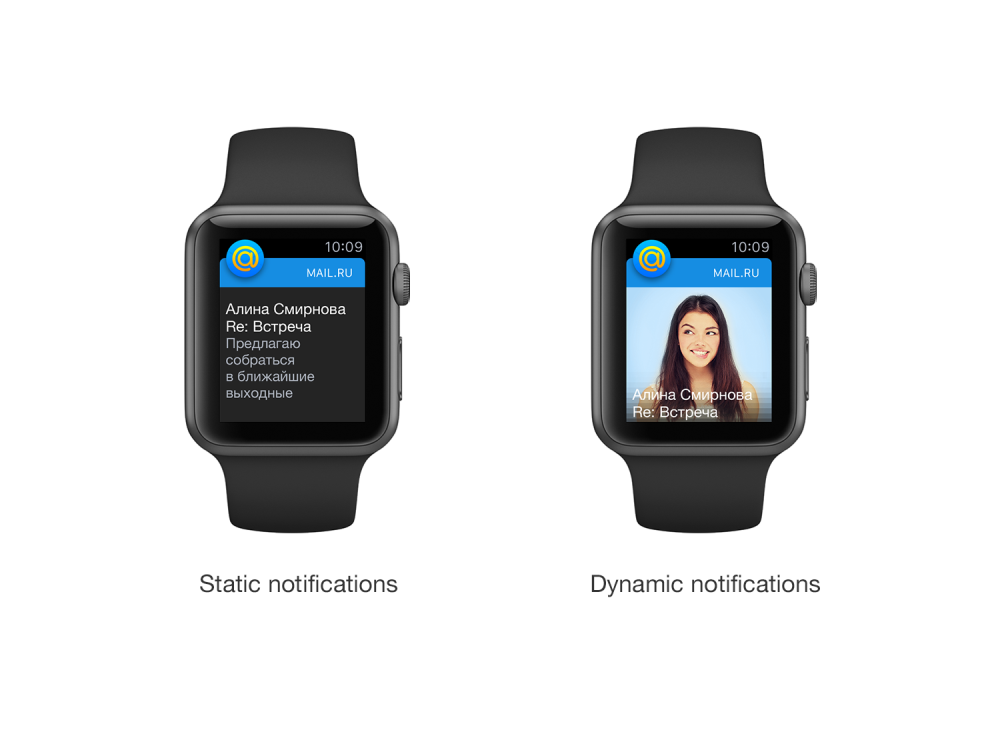 10:09
MAIL.RU
Алина Смирнова
Re: Встреча
Предлагаю
собраться
в ближайшие
выходные
10:09
MAIL.RU
Алина Смирнова
Re: Встреча
Static notifications
Dynamic notifications